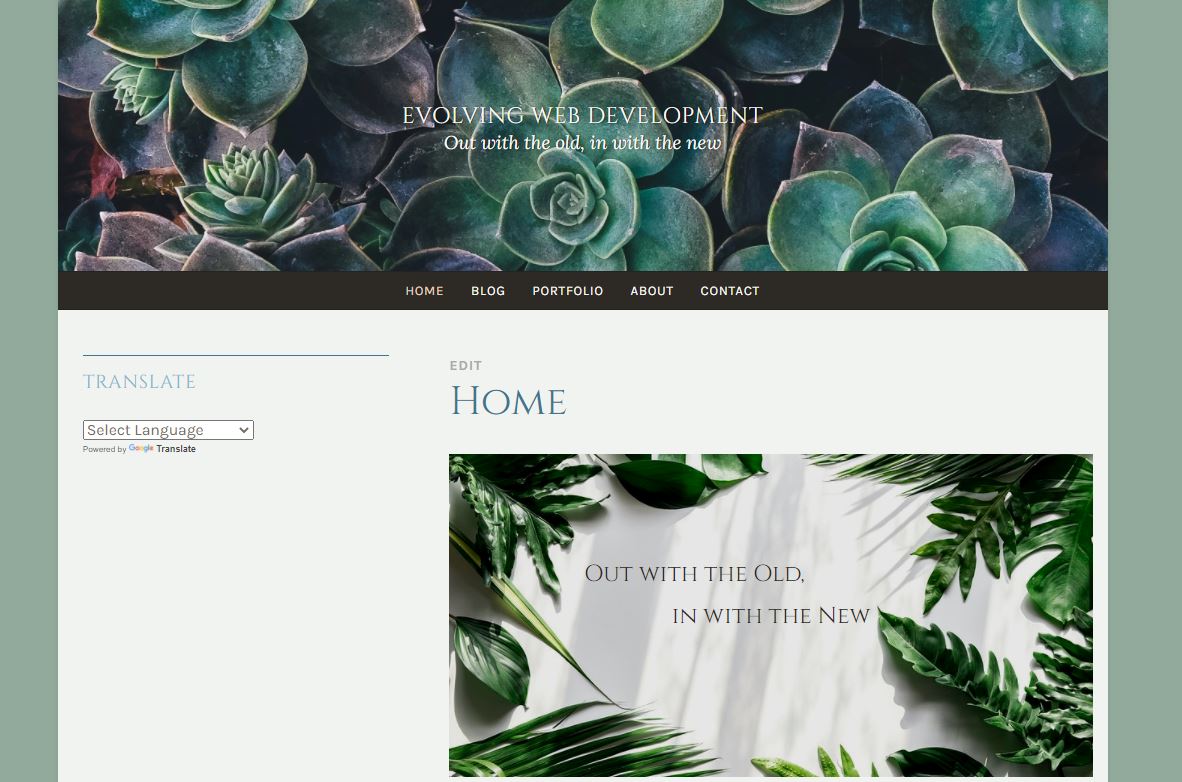 EVOLVING WEB DEVELOPMENT
Out with the old, in with the new
HOME BLOG PORTFOLIO ABOUT CONTACT
TRANSLATE
Select Language
Powered by Google Translate
EDIT
Home
Out with the Old,
in with the New